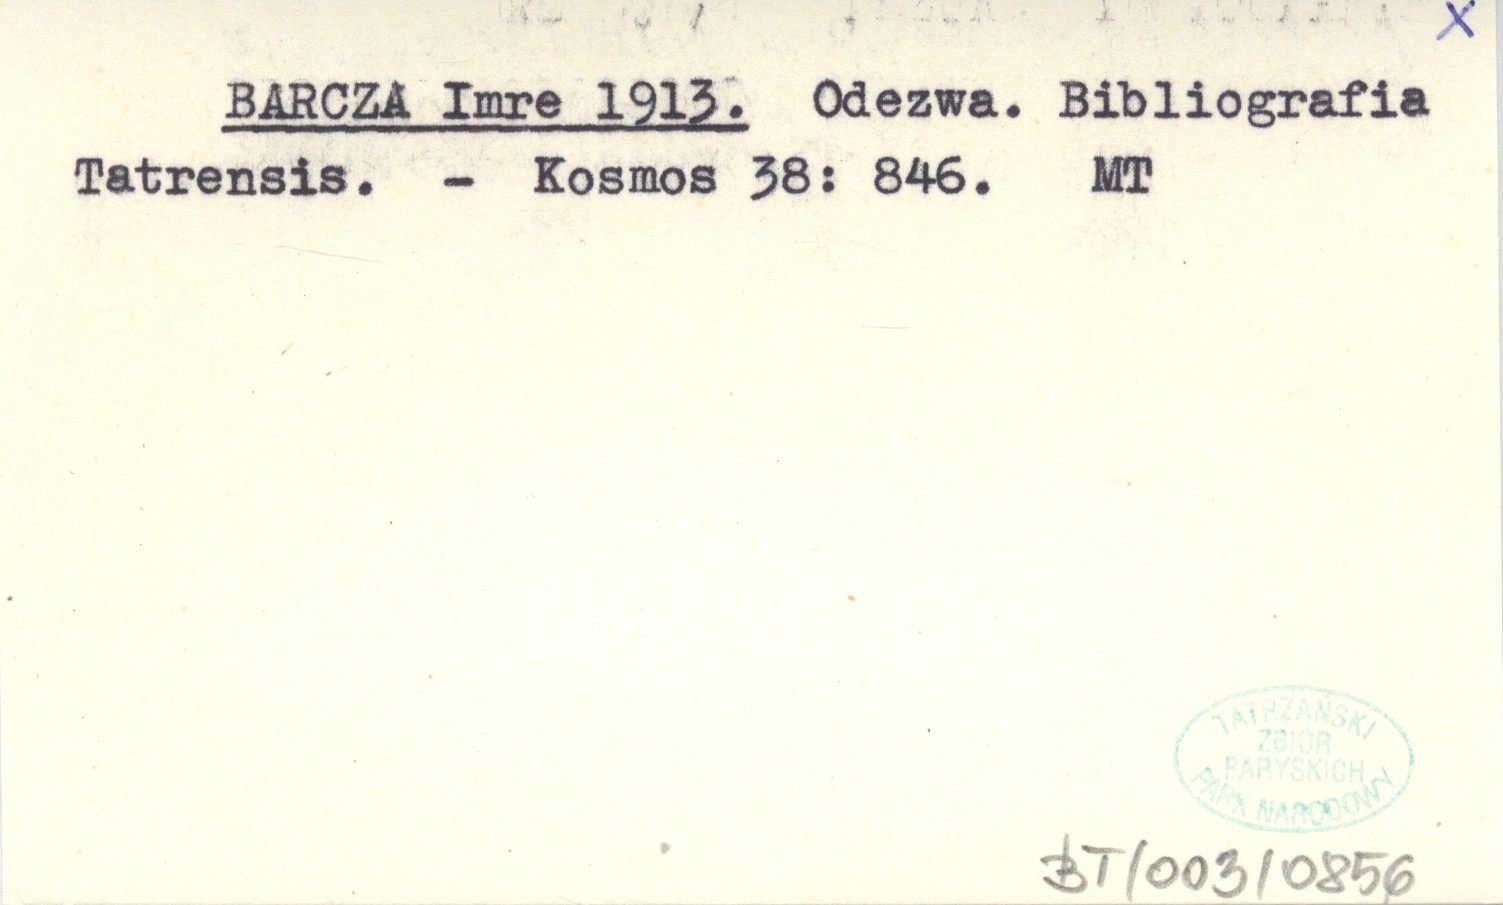 X
BARCZA Imre 1913. Odezwa. Bibliografia
Tatrensis. - Kosmos 38: 846. MT
TATRZAŃSKI
ZBIÓR
PARYSKICH
PARK NARODOWY
BT/003/0856